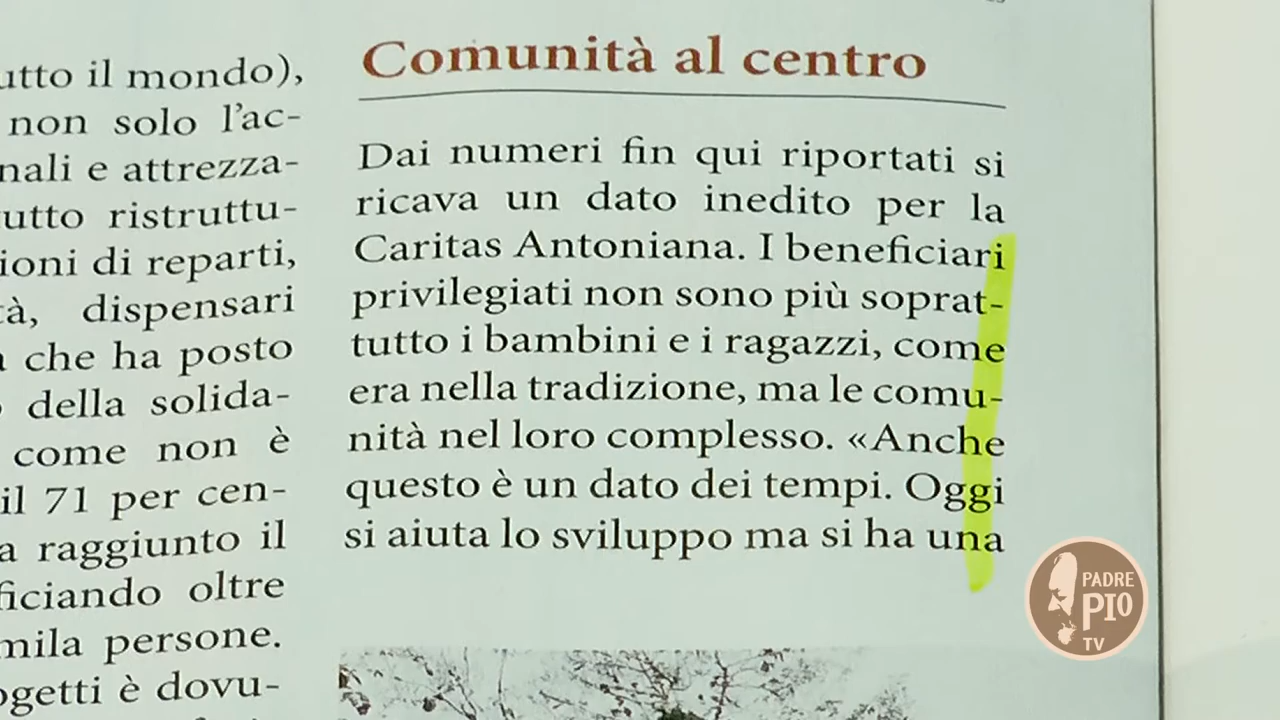 utto il mondo),
non solo l'ac-
nali e attrezza-
utto ristruttu-
ioni di reparti,
tà, dispensari
che ha posto
della solida-
come non è
il 71 per cen-
a raggiunto il
ficiando oltre
mila persone.
ogetti è dovu-
Comunità al centro
Dai numeri fin qui riportati si
ricava un dato inedito per la
Caritas Antoniana. I beneficiari
privilegiati non sono più soprat-
tutto i bambini e i ragazzi, come
era nella tradizione, ma le comu-
nità nel loro complesso. «Anche
questo è un dato dei tempi. Oggi
si aiuta lo sviluppo ma si ha una
PADRE
PIO
TV